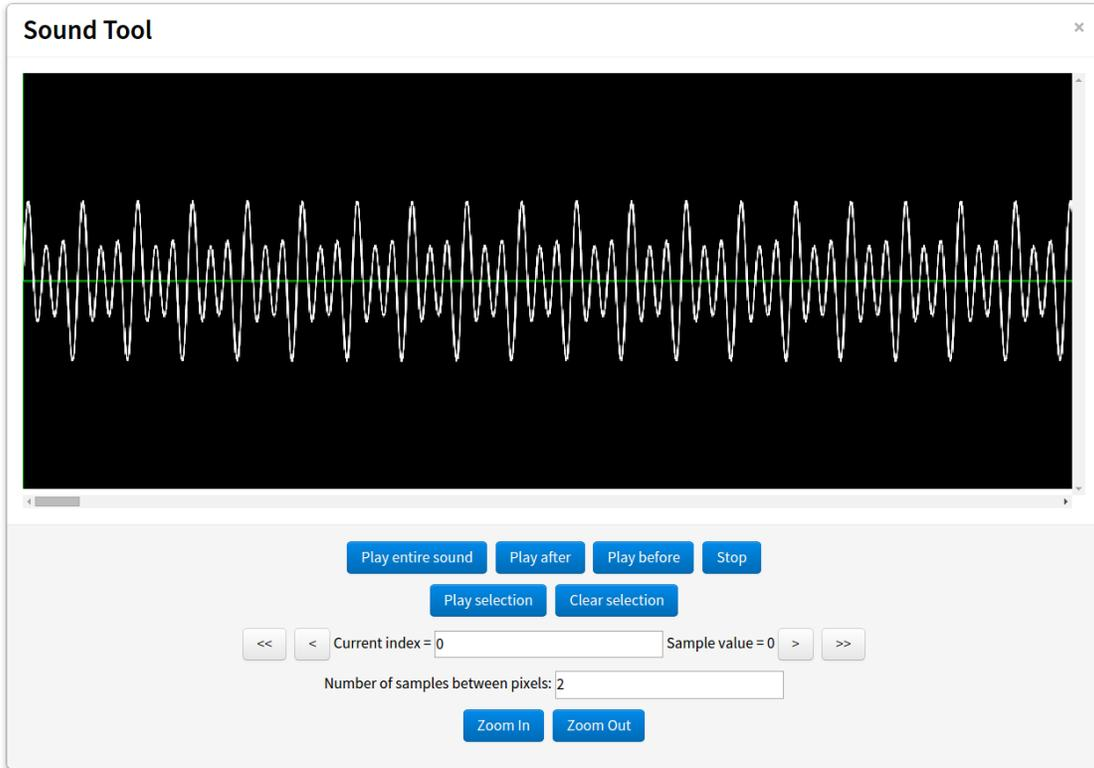 Sound Tool ×
Play entire sound Play after Play before Stop
Play selection Clear selection
<< < Current index = 0 Sample value = 0 > >>
Number of samples between pixels: 2
Zoom In Zoom Out